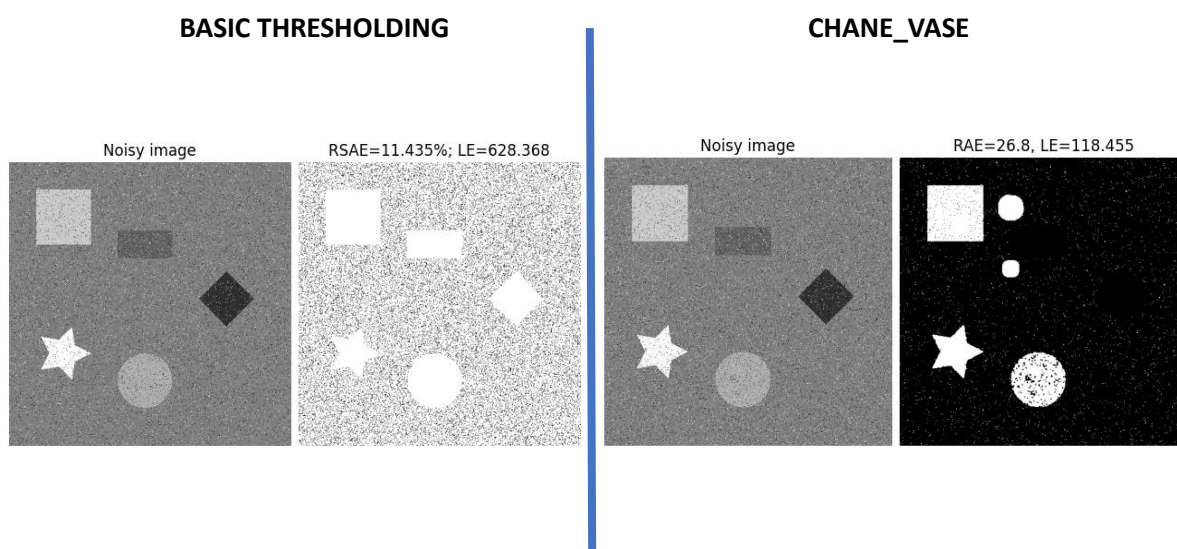 BASIC THRESHOLDING
CHANE_VASE
Noisy image
RSAE=11.435%; LE=628.368
Noisy image
RAE=26.8, LE=118.455